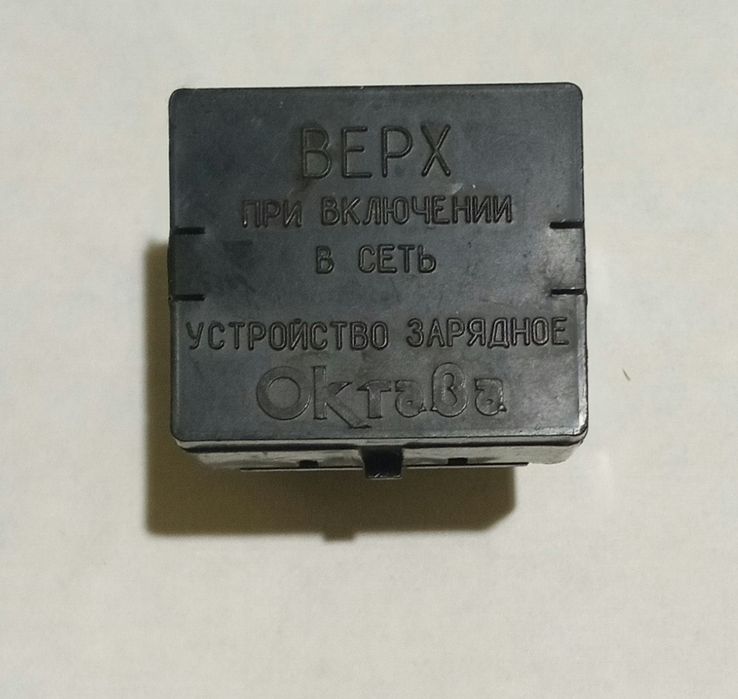 ВЕРХ
ПРИ ВКЛЮЧЕНИИ
В СЕТЬ
УСТРОЙСТВО ЗАРЯДНОЕ
Октава